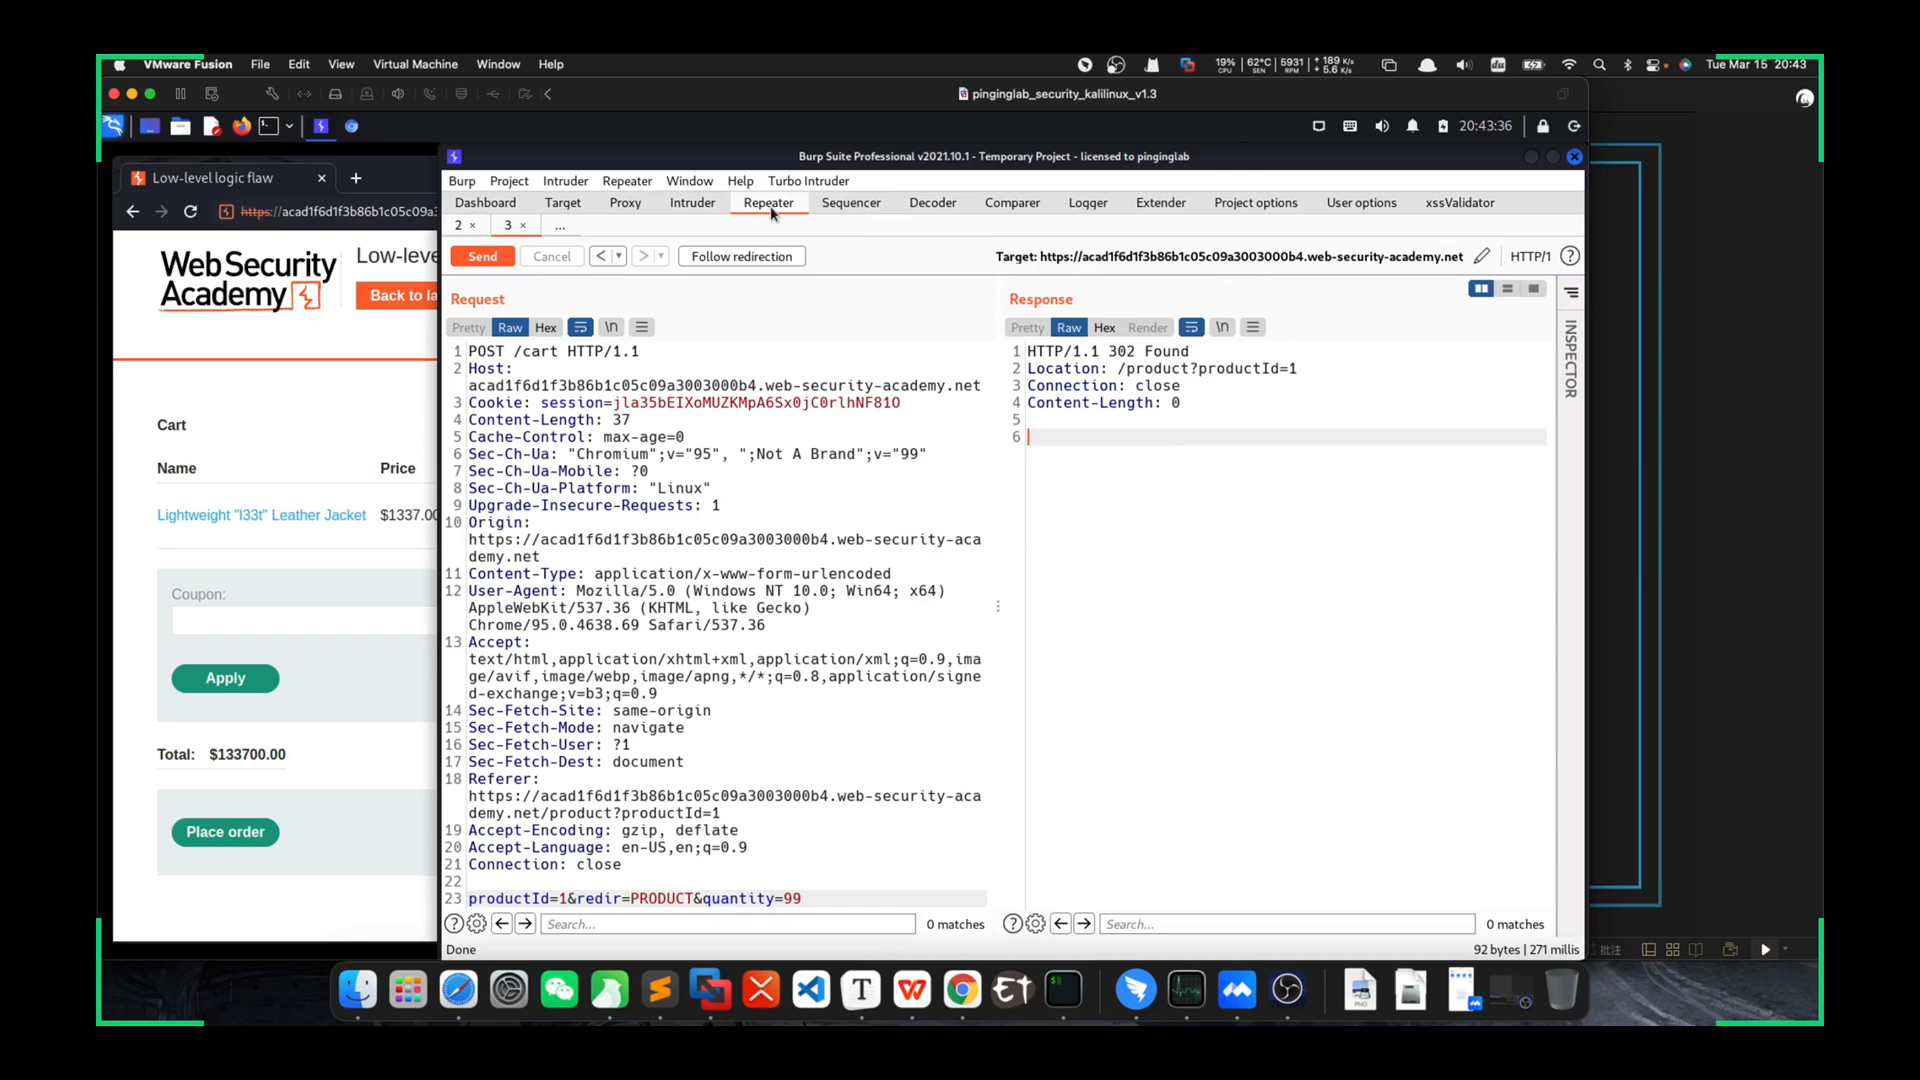 VMware Fusion File Edit View Virtual Machine Window Help
19% CPU 62°C SEN 5931 RPM 189 K/s 5.6 K/s Tue Mar 15 20:43
pinginglab_security_kalilinux_v1.3
20:43:36
Burp Suite Professional v2021.10.1 - Temporary Project - licensed to pinginglab
Low-level logic flaw
Burp Project Intruder Repeater Window Help Turbo Intruder
Dashboard Target Proxy Intruder Repeater Sequencer Decoder Comparer Logger Extender Project options User options xssValidator
https://acad1f6d1f3b86b1c05c09a3
2 × 3 × ...
Send Cancel < > Follow redirection Target: https://acad1f6d1f3b86b1c05c09a3003000b4.web-security-academy.net HTTP/1
Web Security Academy
Low-leve
Back to la
Cart
Name Price
Lightweight "l33t" Leather Jacket $1337.00
Coupon:
Apply
Total: $133700.00
Place order
Request
Pretty Raw Hex \n
1 POST /cart HTTP/1.1
2 Host:
acad1f6d1f3b86b1c05c09a3003000b4.web-security-academy.net
3 Cookie: session=jla35bEIXoMUZKMpA6Sx0jC0rlhNF81O
4 Content-Length: 37
5 Cache-Control: max-age=0
6 Sec-Ch-Ua: "Chromium";v="95", ";Not A Brand";v="99"
7 Sec-Ch-Ua-Mobile: ?0
8 Sec-Ch-Ua-Platform: "Linux"
9 Upgrade-Insecure-Requests: 1
10 Origin:
https://acad1f6d1f3b86b1c05c09a3003000b4.web-security-aca
demy.net
11 Content-Type: application/x-www-form-urlencoded
12 User-Agent: Mozilla/5.0 (Windows NT 10.0; Win64; x64)
AppleWebKit/537.36 (KHTML, like Gecko)
Chrome/95.0.4638.69 Safari/537.36
13 Accept:
text/html,application/xhtml+xml,application/xml;q=0.9,ima
ge/avif,image/webp,image/apng,*/*;q=0.8,application/signe
d-exchange;v=b3;q=0.9
14 Sec-Fetch-Site: same-origin
15 Sec-Fetch-Mode: navigate
16 Sec-Fetch-User: ?1
17 Sec-Fetch-Dest: document
18 Referer:
https://acad1f6d1f3b86b1c05c09a3003000b4.web-security-aca
demy.net/product?productId=1
19 Accept-Encoding: gzip, deflate
20 Accept-Language: en-US,en;q=0.9
21 Connection: close
22
23 productId=1&redir=PRODUCT&quantity=99
Search... 0 matches
Done
Response
Pretty Raw Hex Render \n
1 HTTP/1.1 302 Found
2 Location: /product?productId=1
3 Connection: close
4 Content-Length: 0
5
6
Search... 0 matches
92 bytes | 271 millis
INSPECTOR
批注